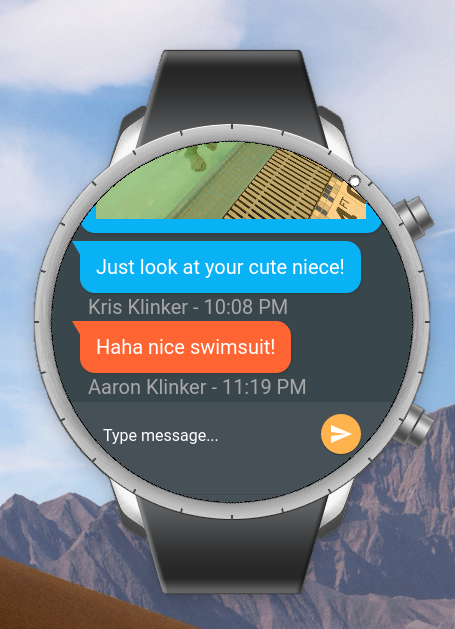 FT
Just look at your cute niece!
Kris Klinker - 10:08 PM
Haha nice swimsuit!
Aaron Klinker - 11:19 PM
Type message...